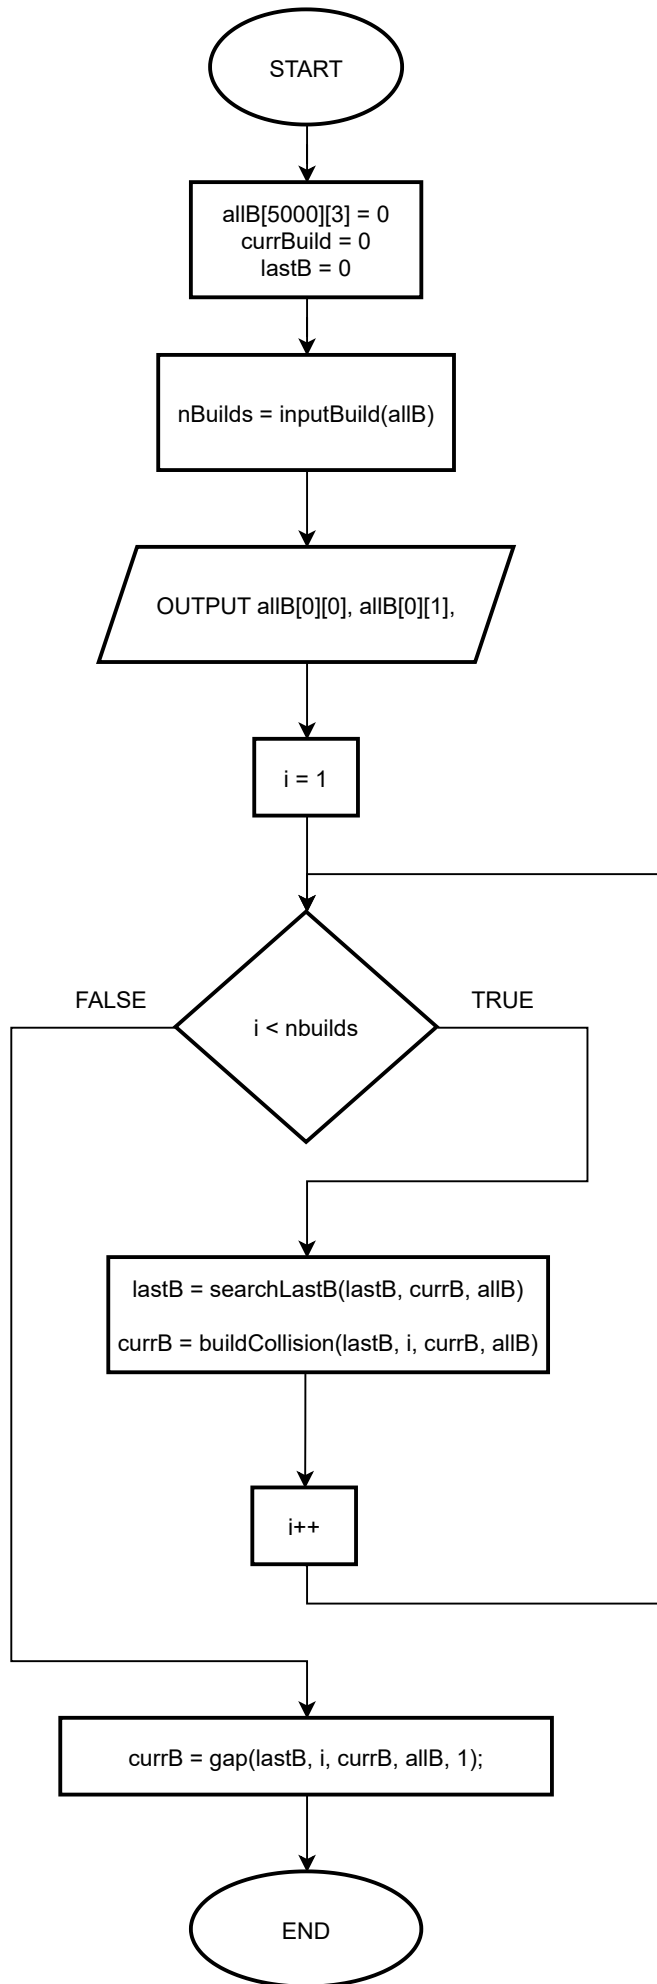 START
allB[5000][3] = 0
currBuild = 0
lastB = 0
nBuilds = inputBuild(allB)
OUTPUT allB[0][0], allB[0][1],
i = 1
FALSE
TRUE
i < nbuilds
lastB = searchLastB(lastB, currB, allB)
currB = buildCollision(lastB, i, currB, allB)
i++
currB = gap(lastB, i, currB, allB, 1);
END